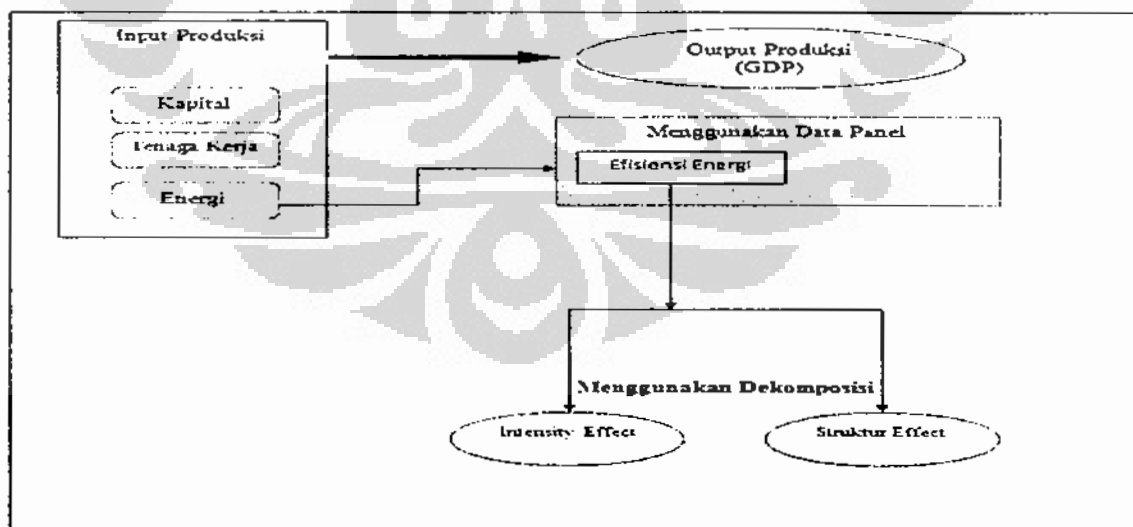 Input Produksi
Output Produksi
(GDP)
Kapital
Tenaga Kerja
Energi
Menggunakan Data Panel
Efisiensi Energi
Menggunakan Dekomposisi
Intensity Effect
Struktur Effect